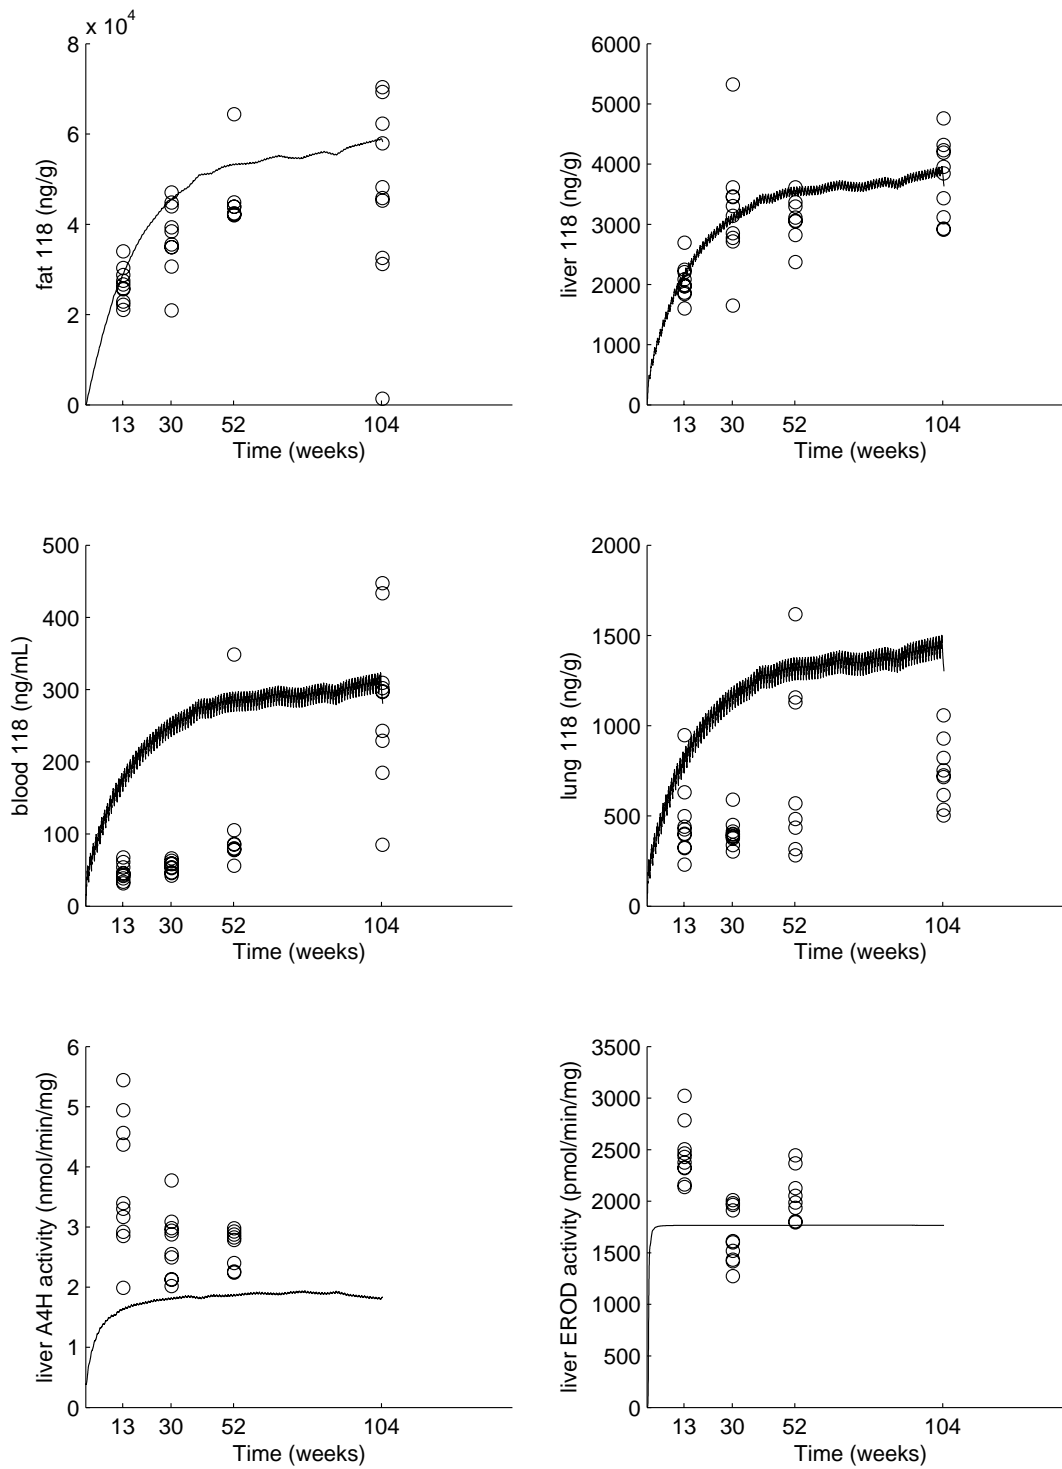 x 10^4
8
6
4
2
0
fat 118 (ng/g)
13 30 52 104
Time (weeks)
6000
5000
4000
3000
2000
1000
0
liver 118 (ng/g)
13 30 52 104
Time (weeks)
500
400
300
200
100
0
blood 118 (ng/mL)
13 30 52 104
Time (weeks)
2000
1500
1000
500
0
lung 118 (ng/g)
13 30 52 104
Time (weeks)
6
5
4
3
2
1
0
liver A4H activity (nmol/min/mg)
13 30 52 104
Time (weeks)
3500
3000
2500
2000
1500
1000
500
0
liver EROD activity (pmol/min/mg)
13 30 52 104
Time (weeks)